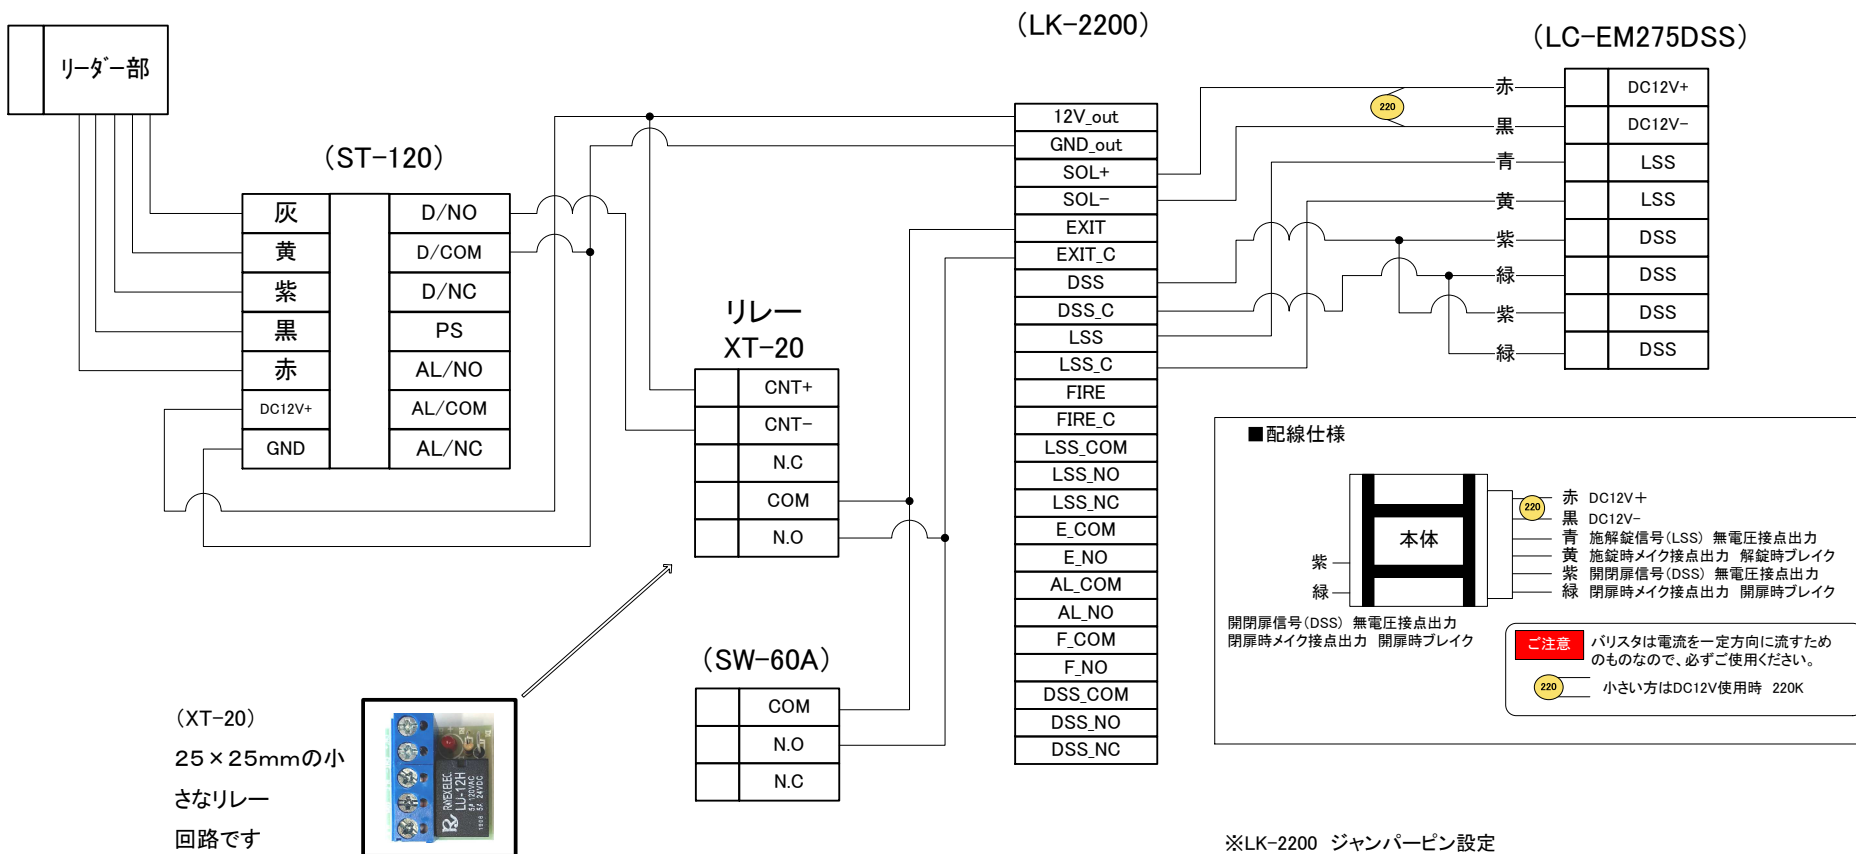 (LK-2200)
(LC-EM275DSS)
リーダー部
(ST-120)
灰 D/NO
黄 D/COM
紫 D/NC
黒 PS
赤 AL/NO
DC12V+ AL/COM
GND AL/NC
リレー
XT-20
CNT+
CNT-
N.C
COM
N.O
(SW-60A)
COM
N.O
N.C
12V_out
GND_out
SOL+
SOL-
EXIT
EXIT_C
DSS
DSS_C
LSS
LSS_C
FIRE
FIRE_C
LSS_COM
LSS_NO
LSS_NC
E_COM
E_NO
AL_COM
AL_NO
F_COM
F_NO
DSS_COM
DSS_NO
DSS_NC
220
赤 DC12V+
黒 DC12V-
青 LSS
黄 LSS
紫 DSS
緑 DSS
紫 DSS
緑 DSS
■配線仕様
本体
紫
緑
220
赤 DC12V+
黒 DC12V-
青 施解錠信号(LSS) 無電圧接点出力
黄 施錠時メイク接点出力 解錠時ブレイク
紫 開閉扉信号(DSS) 無電圧接点出力
緑 閉扉時メイク接点出力 開扉時ブレイク
開閉扉信号(DSS) 無電圧接点出力
閉扉時メイク接点出力 開扉時ブレイク
ご注意 バリスタは電流を一定方向に流すため
のものなので、必ずご使用ください。
220 小さい方はDC12V使用時 220K
(XT-20)
25×25mmの小
さなリレー
回路です
RAYEX ELEC
LU-12H
5A 120VAC
5A 24VDC
※LK-2200 ジャンパーピン設定